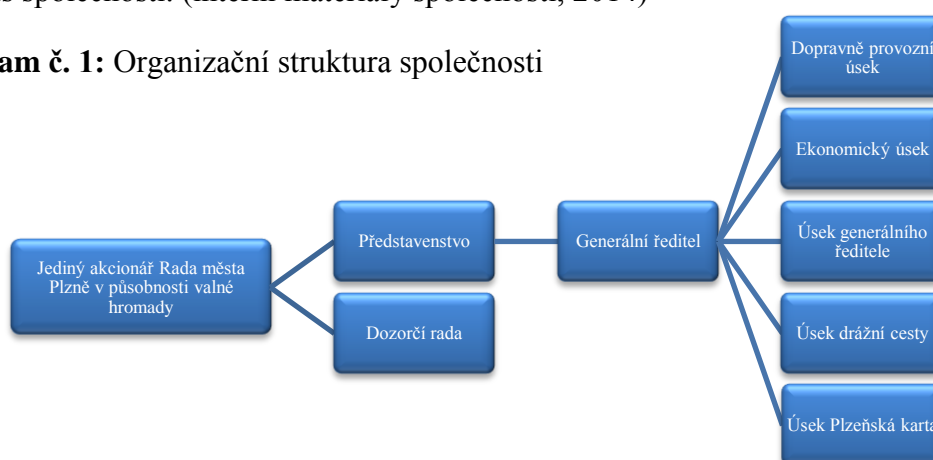 společnosti. (interní materiály společnosti, 2014)
am č. 1: Organizační struktura společnosti
Jediný akcionář Rada města
Plzně v působnosti valné
hromady
Představenstvo
Dozorčí rada
Generální ředitel
Dopravně provozní
úsek
Ekonomický úsek
Úsek generálního
ředitele
Úsek drážní cesty
Úsek Plzeňská karta